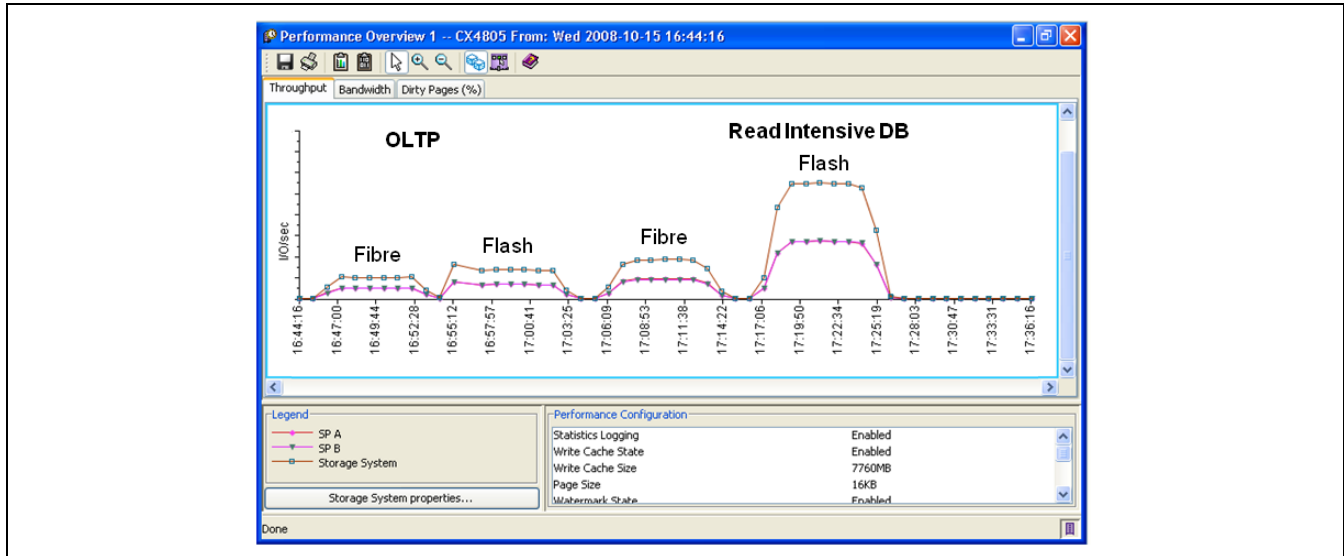 Performance Overview 1 -- CX4805 From: Wed 2008-10-15 16:44:16
Throughput Bandwidth Dirty Pages (%)
OLTP
Read Intensive DB
Flash
Fibre
Flash
Fibre
I/O/sec
16:44:16 16:47:00 16:49:44 16:52:28 16:55:12 16:57:57 17:00:41 17:03:25 17:06:09 17:08:53 17:11:38 17:14:22 17:17:06 17:19:50 17:22:34 17:25:19 17:28:03 17:30:47 17:33:31 17:36:16
Legend
SP A
SP B
Storage System
Storage System properties...
Performance Configuration
Statistics Logging Enabled
Write Cache State Enabled
Write Cache Size 7760MB
Page Size 16KB
Watermark State Enabled
Done